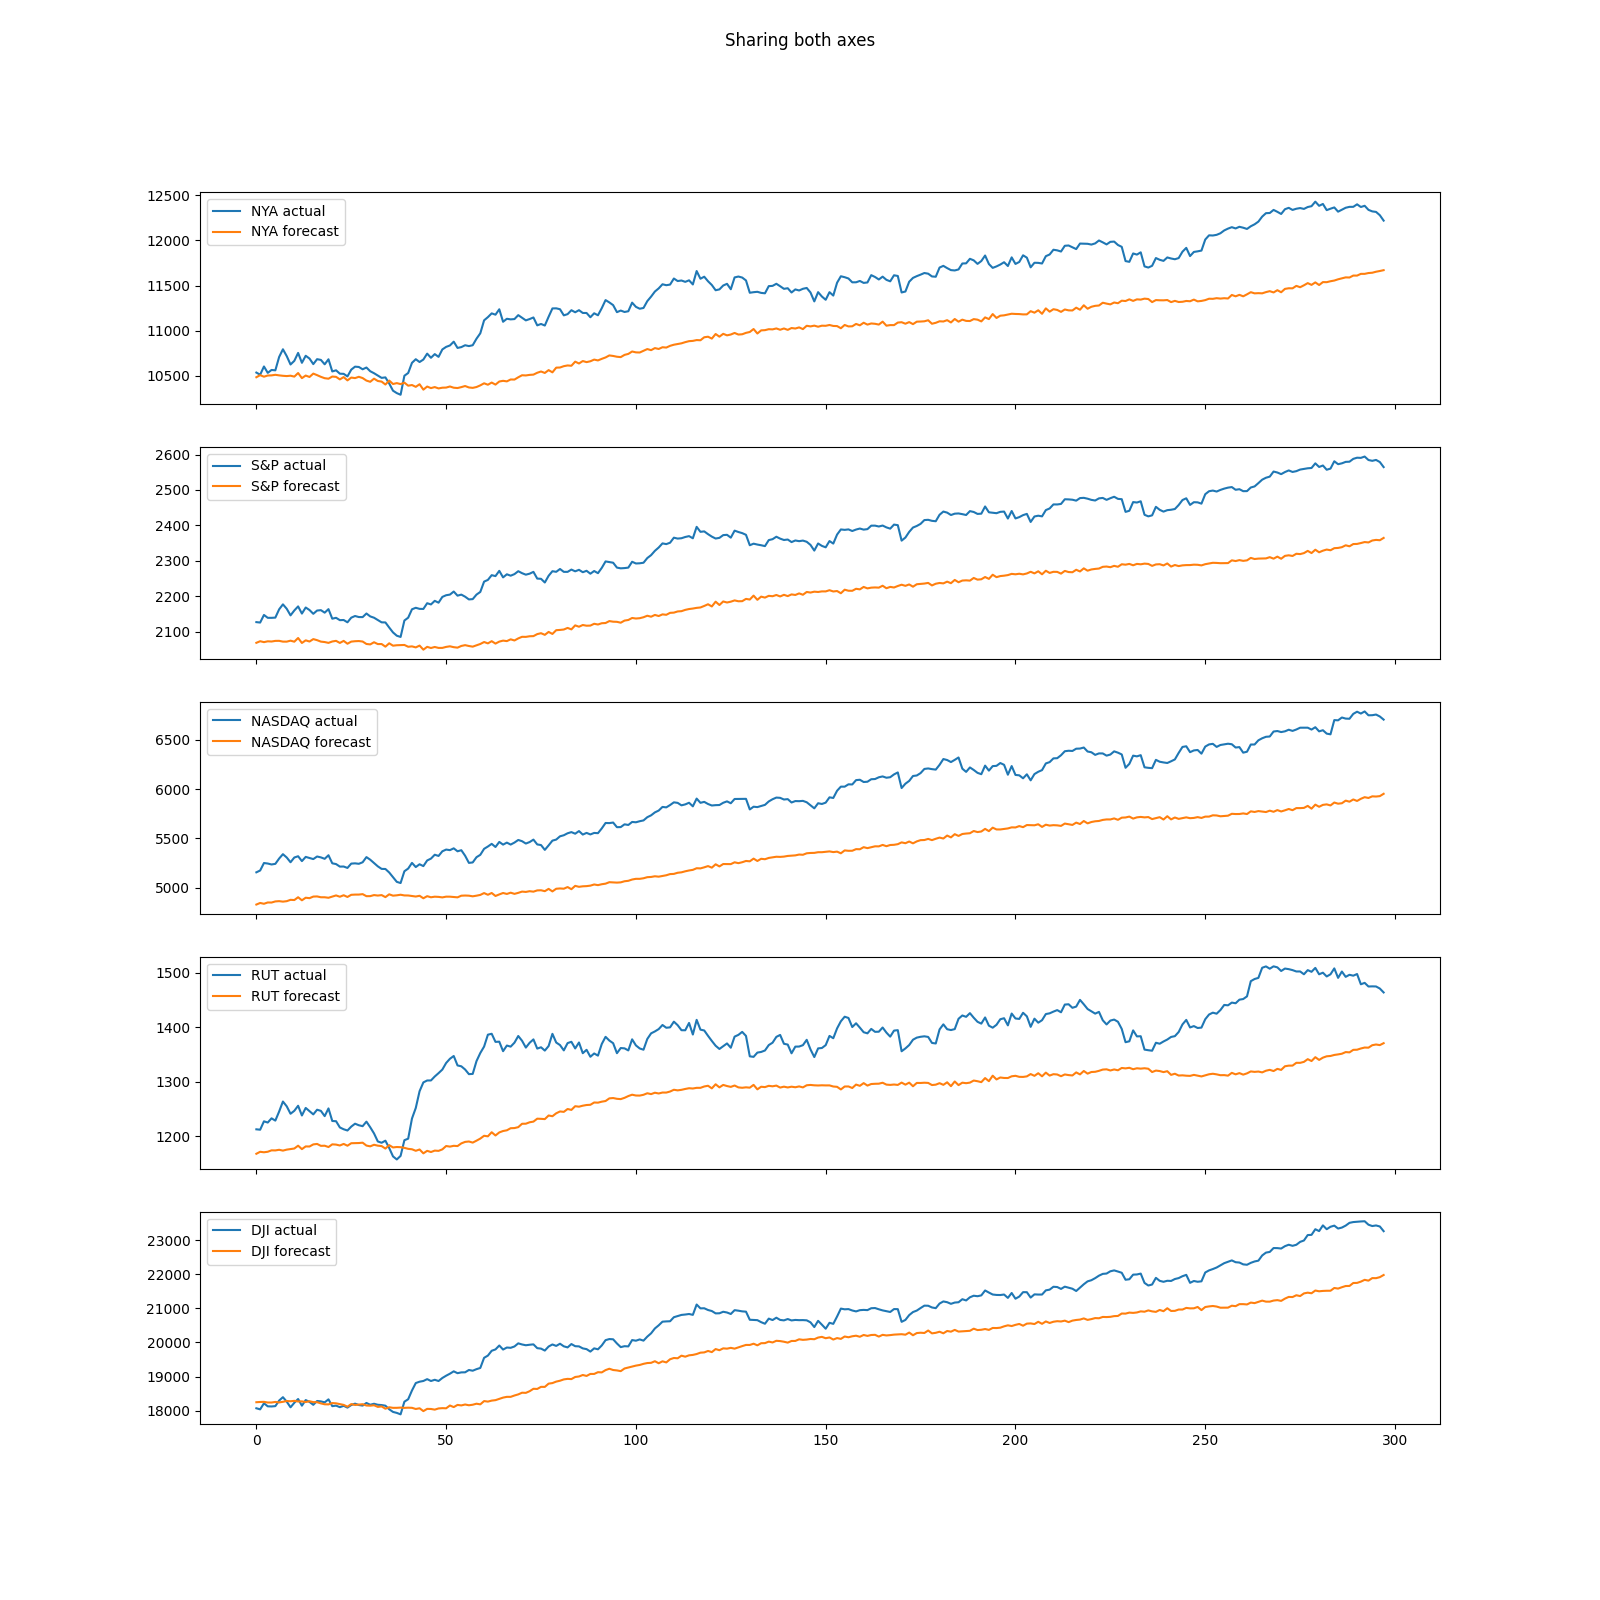 Sharing both axes
12500
12000
11500
11000
10500
NYA actual
NYA forecast
2600
2500
2400
2300
2200
2100
S&P actual
S&P forecast
6500
6000
5500
5000
NASDAQ actual
NASDAQ forecast
1500
1400
1300
1200
RUT actual
RUT forecast
23000
22000
21000
20000
19000
18000
DJI actual
DJI forecast
0 50 100 150 200 250 300